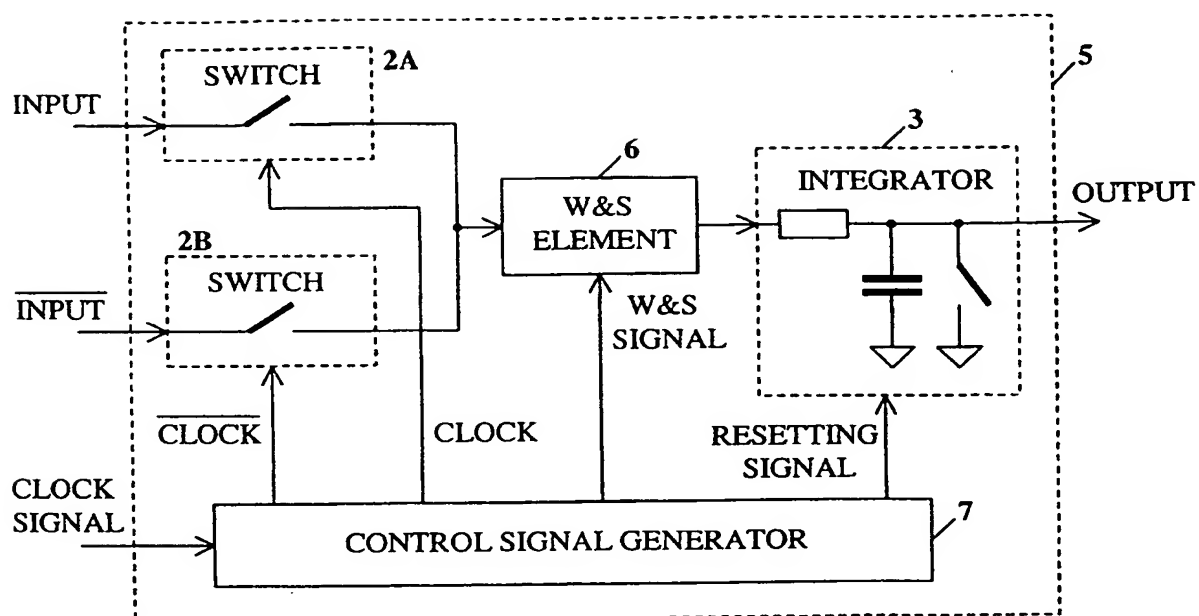 2A
SWITCH
5
INPUT
3
6
INTEGRATOR
OUTPUT
W&S
ELEMENT
2B
SWITCH
INPUT
W&S
SIGNAL
CLOCK
CLOCK
RESETTING
SIGNAL
CLOCK
SIGNAL
7
CONTROL SIGNAL GENERATOR